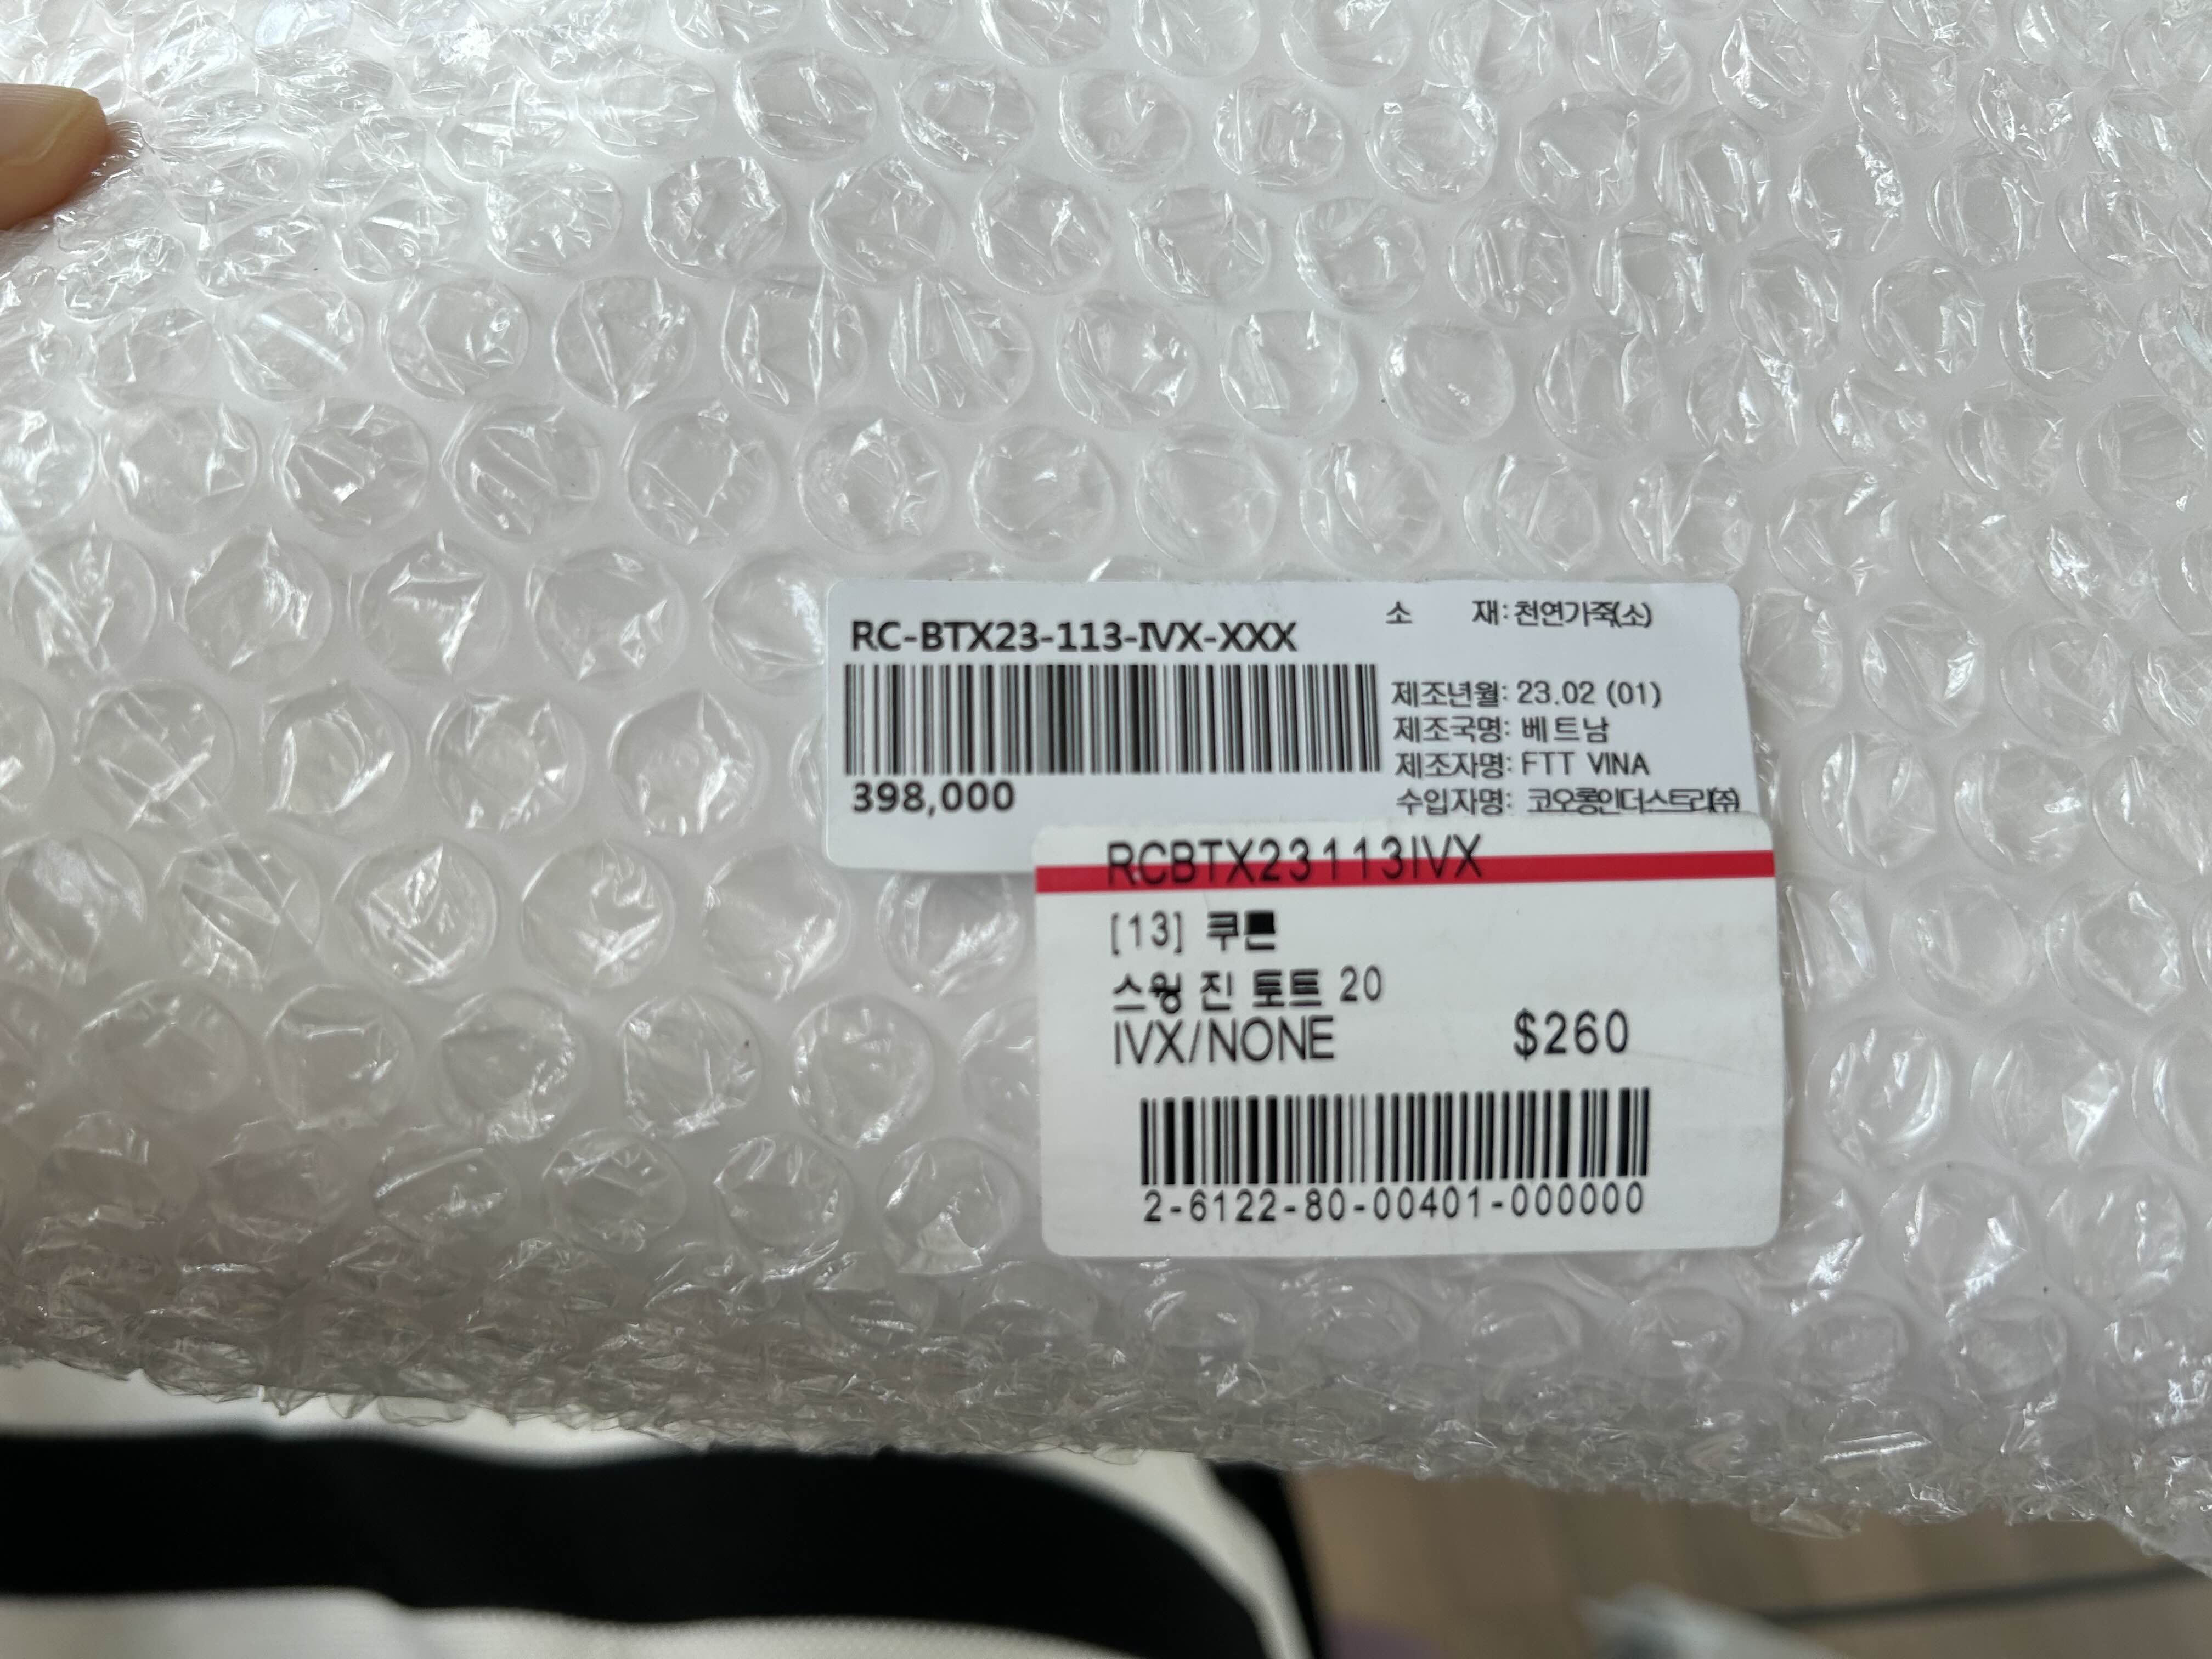 RC-BTX23-113-IVX-XXX
398,000
소 재: 천연가죽(소)
제조년월: 23.02 (01)
제조국명: 베트남
제조자명: FTT VINA
수입자명: 코오롱인더스트리(주)
RCBTX23113IVX
[13] 쿠론
스윙 진 토트 20
IVX/NONE
$260
2-6122-80-00401-000000